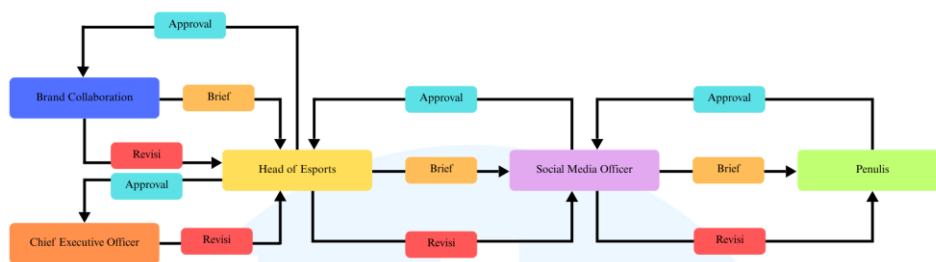 Approval
Brand Collaboration
Brief
Approval
Approval
Revisi
Head of Esports
Brief
Social Media Officer
Brief
Penulis
Approval
Chief Executive Officer
Revisi
Revisi
Revisi